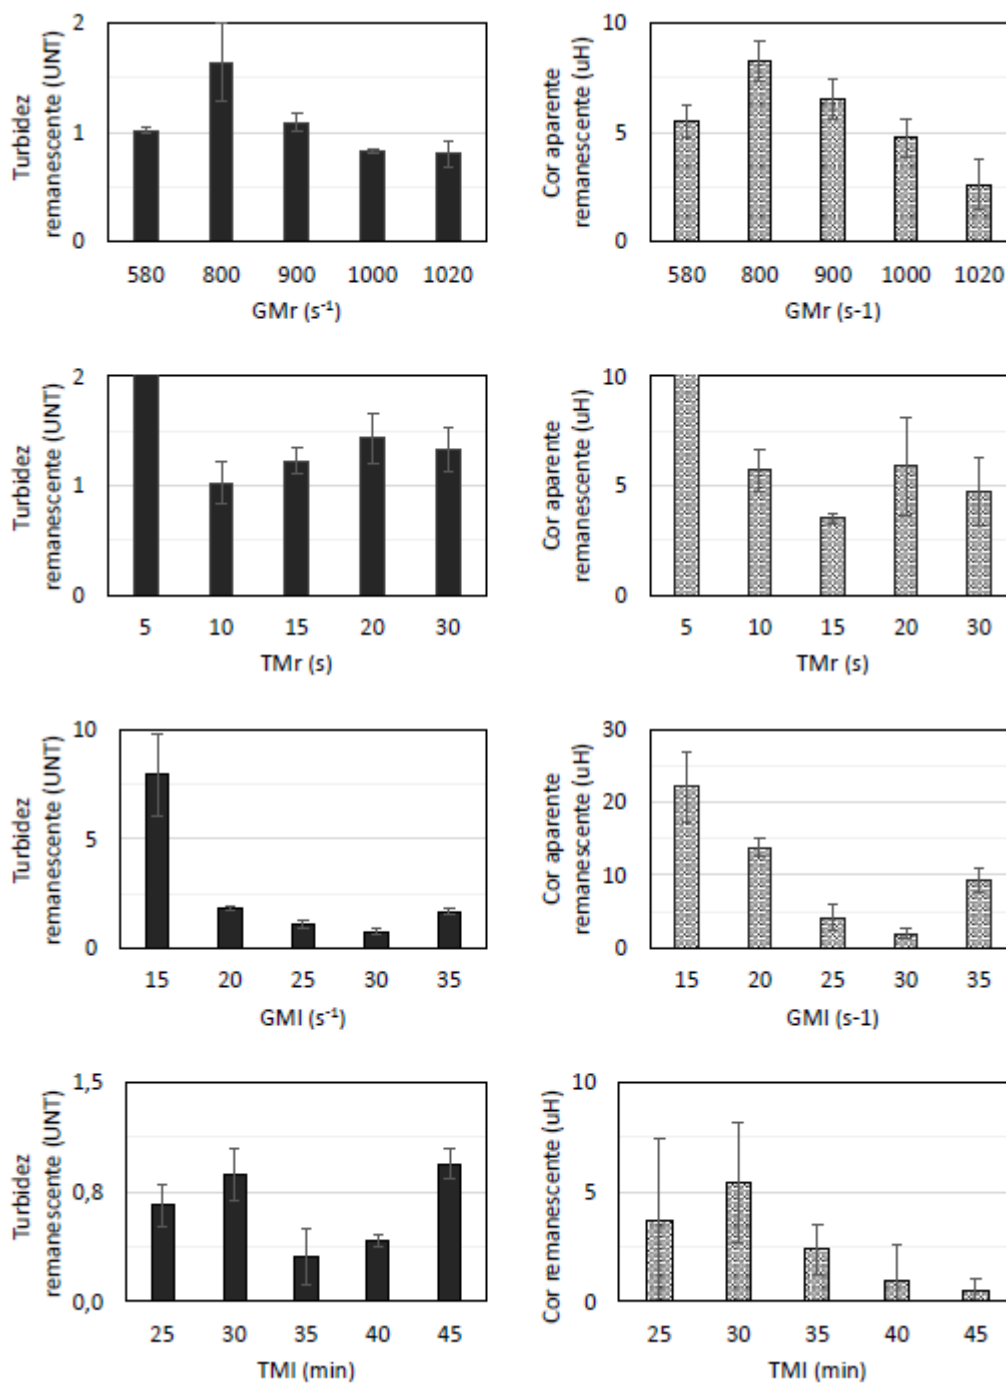 Turbidez
remanescente (UNT)
2
1
0
580 800 900 1000 1020
GMr (s⁻¹)
Cor aparente
remanescente (uH)
10
5
0
580 800 900 1000 1020
GMr (s-1)
Turbidez
remanescente (UNT)
2
1
0
5 10 15 20 30
TMr (s)
Cor aparente
remanescente (uH)
10
5
0
5 10 15 20 30
TMr (s)
Turbidez
remanescente (UNT)
10
5
0
15 20 25 30 35
GMl (s⁻¹)
Cor aparente
remanescente (uH)
30
20
10
0
15 20 25 30 35
GMl (s-1)
Turbidez
remanescente (UNT)
1,5
0,8
0,0
25 30 35 40 45
TMl (min)
Cor remanescente (uH)
10
5
0
25 30 35 40 45
TMl (min)